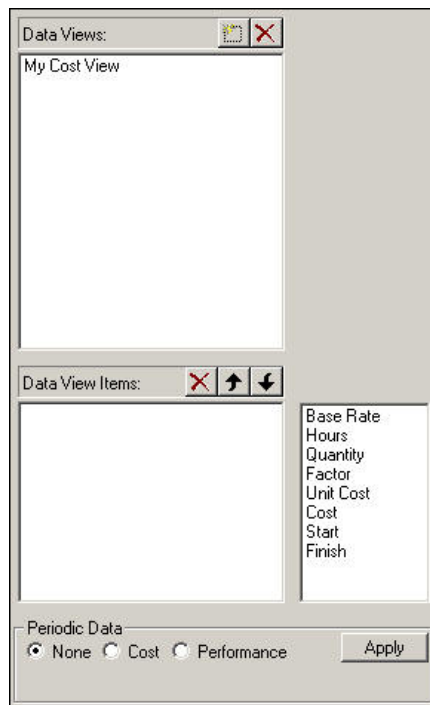 Data Views:
My Cost View
Data View Items:
Base Rate
Hours
Quantity
Factor
Unit Cost
Cost
Start
Finish
Periodic Data
None Cost Performance Apply